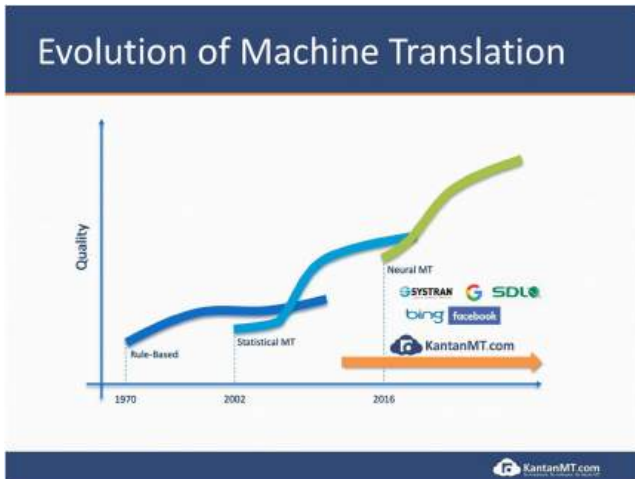 Evolution of Machine Translation
Quality
Neural MT
SYSTRAN
G SDL
bing facebook
KantanMT.com
Rule-Based
Statistical MT
1970
2002
2016
KantanMT.com